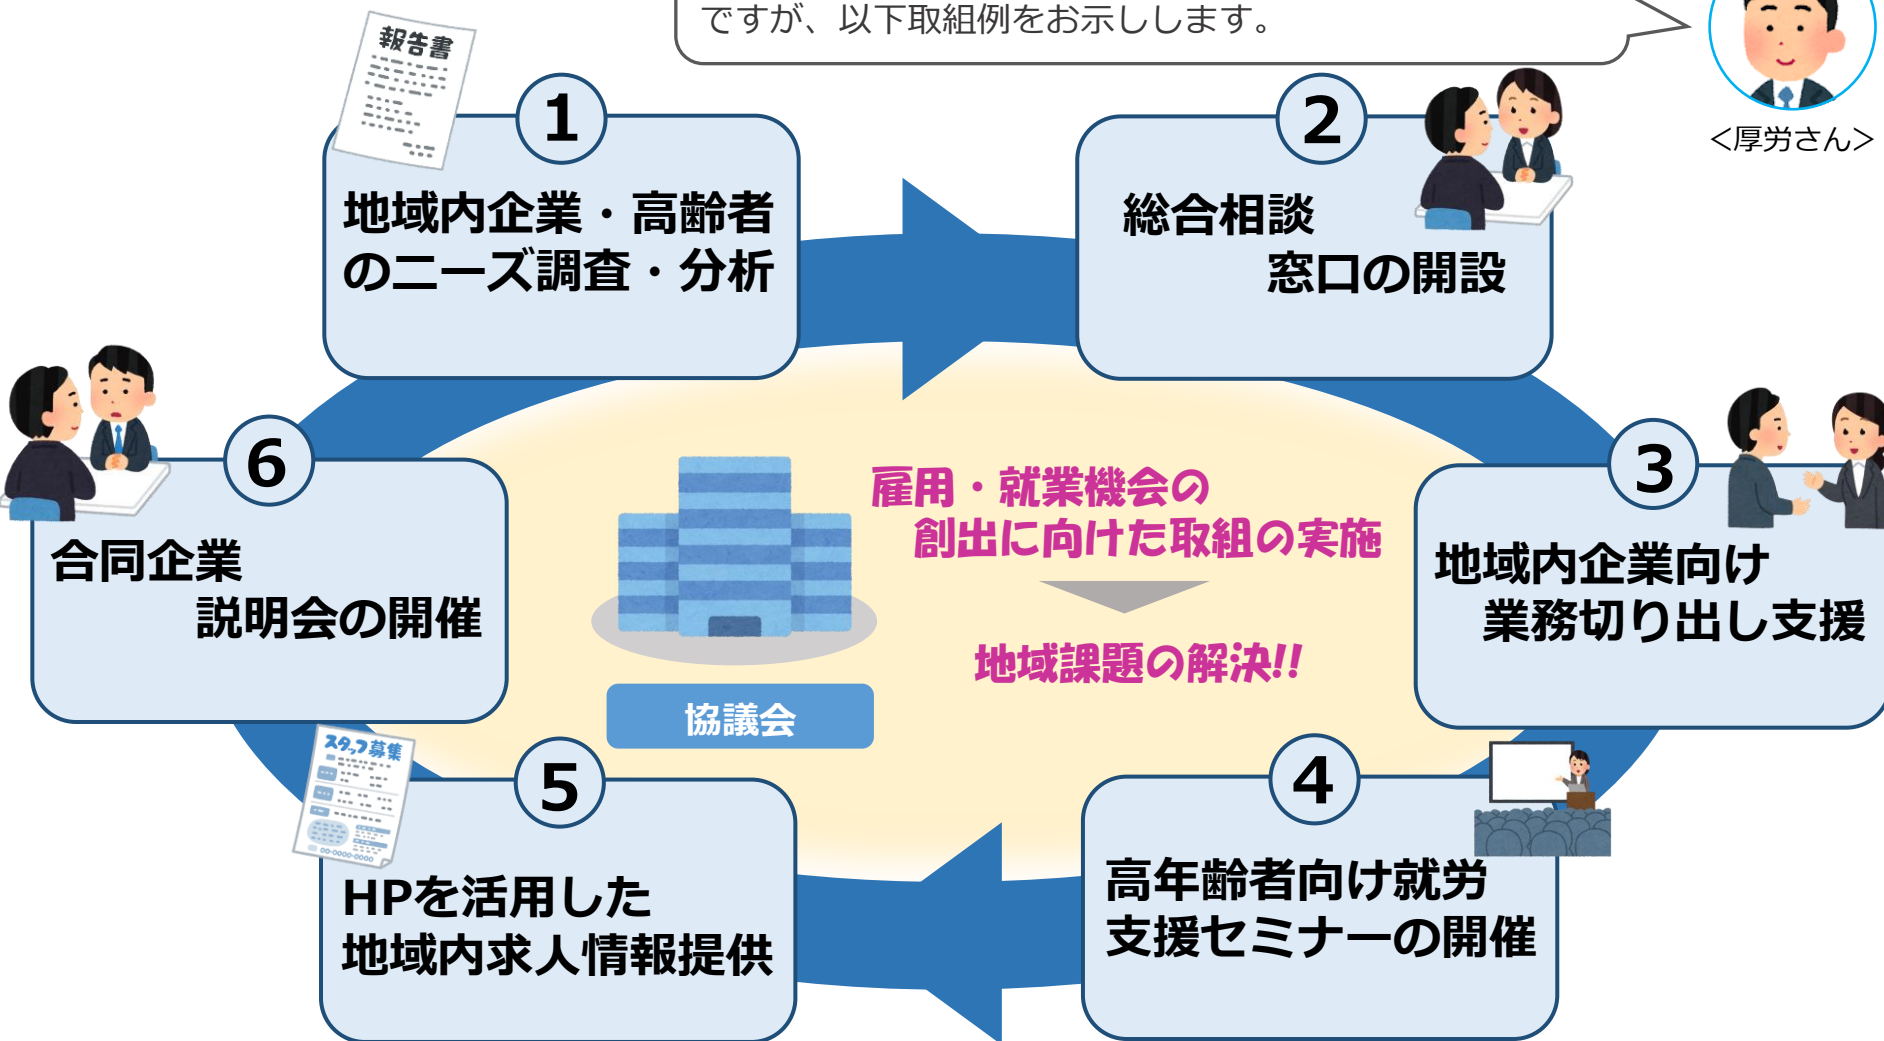 ですが、以下取組例をお示しします。
<厚労さん>
報告書
1
地域内企業・高齢者
のニーズ調査・分析
2
総合相談
窓口の開設
3
地域内企業向け
業務切り出し支援
4
高年齢者向け就労
支援セミナーの開催
5
スタッフ募集
00-0000-0000
HPを活用した
地域内求人情報提供
6
合同企業
説明会の開催
雇用・就業機会の
創出に向けた取組の実施
地域課題の解決!!
協議会